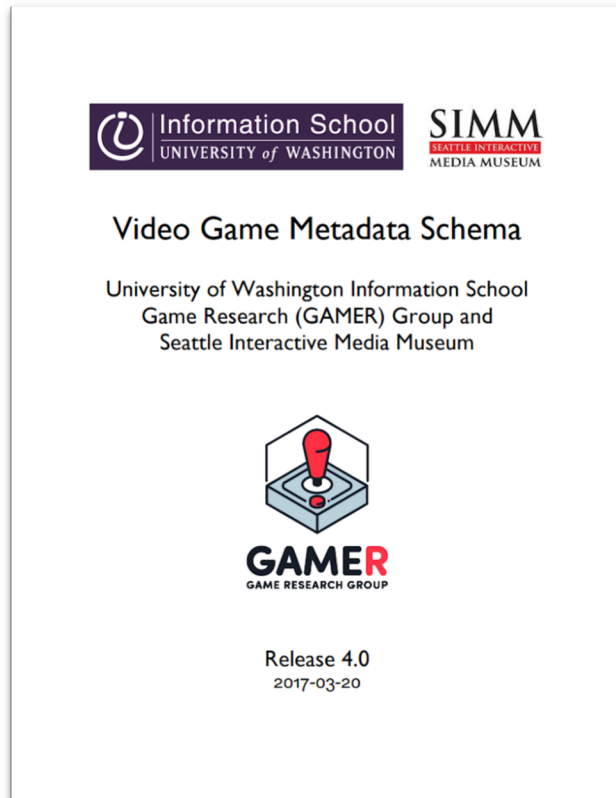 Information School
UNIVERSITY of WASHINGTON
SIMM
SEATTLE INTERACTIVE
MEDIA MUSEUM
Video Game Metadata Schema
University of Washington Information School
Game Research (GAMER) Group and
Seattle Interactive Media Museum
GAMER
GAME RESEARCH GROUP
Release 4.0
2017-03-20